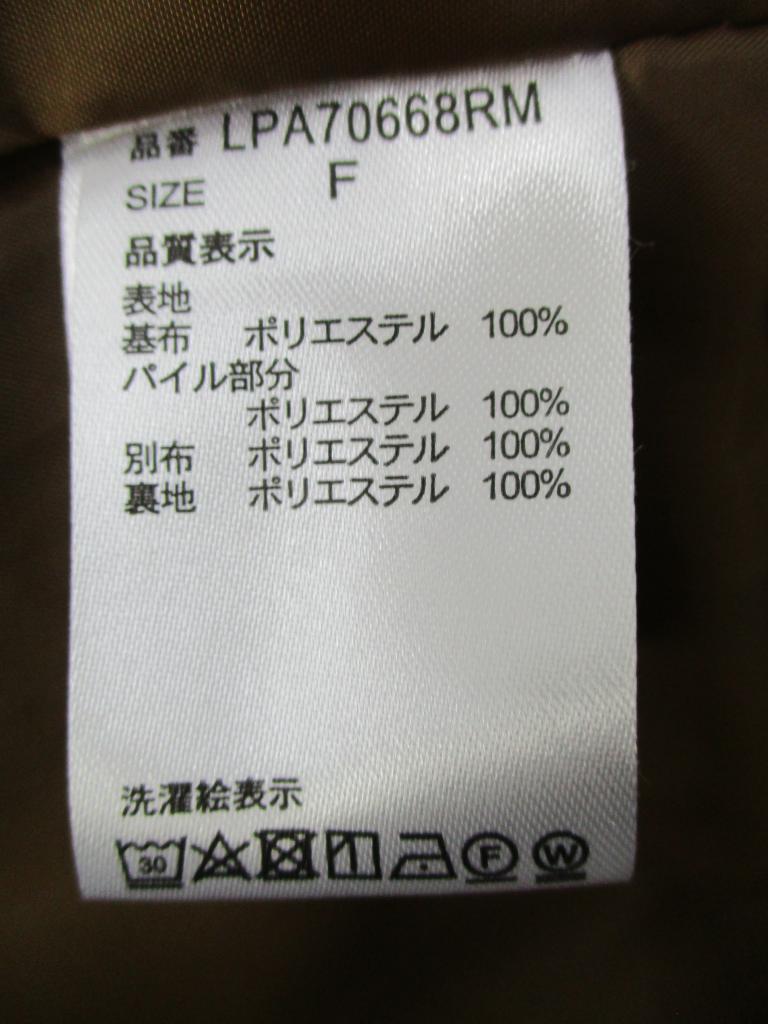 品番 LPA70668RM
SIZE F
品質表示
表地
基布 ポリエステル 100%
パイル部分
ポリエステル 100%
別布 ポリエステル 100%
裏地 ポリエステル 100%
洗濯絵表示
30 F W